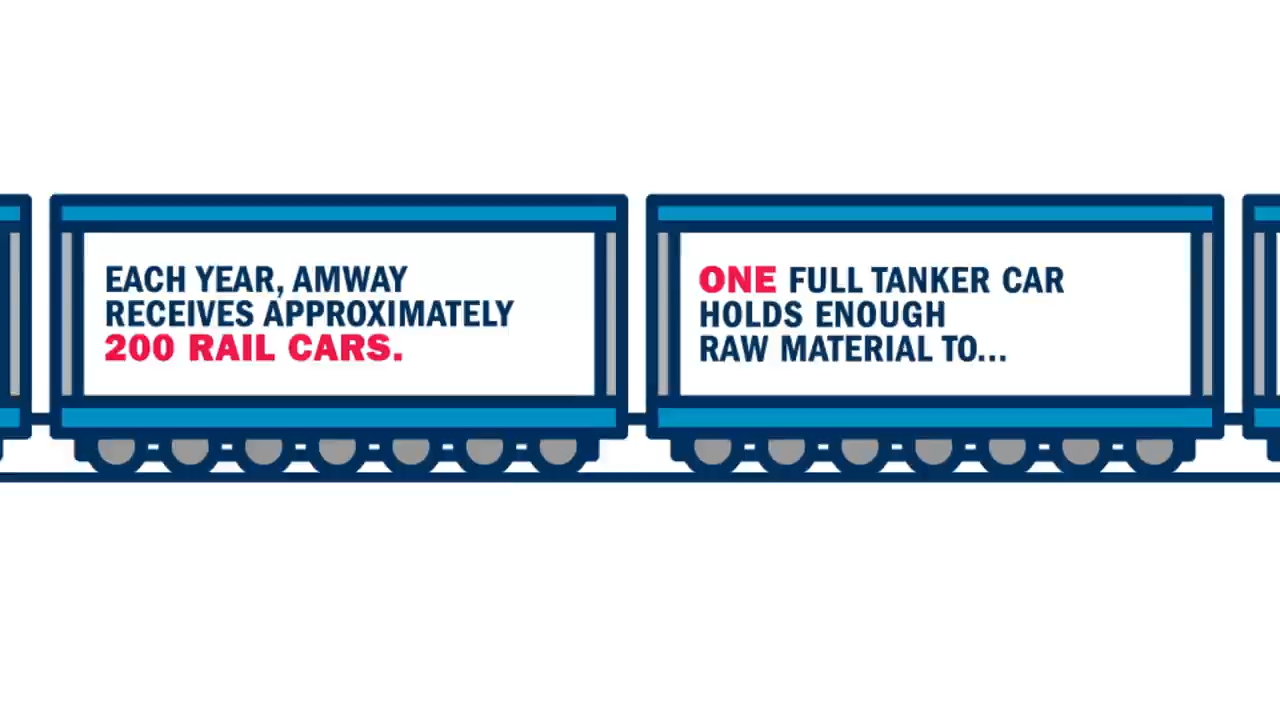 EACH YEAR, AMWAY
RECEIVES APPROXIMATELY
200 RAIL CARS.
ONE FULL TANKER CAR
HOLDS ENOUGH
RAW MATERIAL TO...